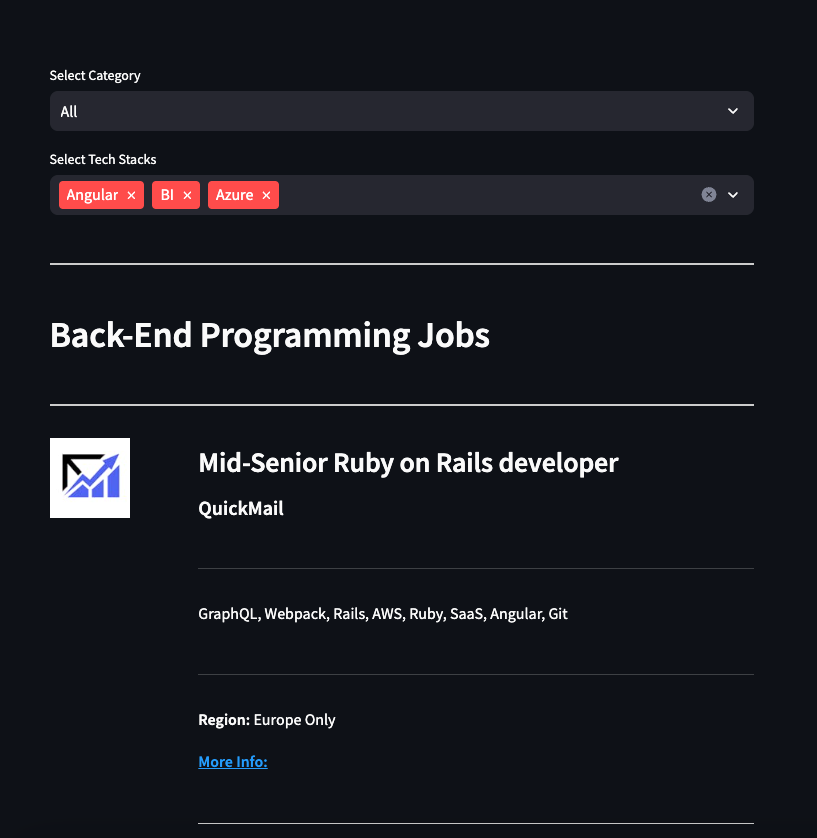 Select Category
All
Select Tech Stacks
Angular × BI × Azure ×
Back-End Programming Jobs
Mid-Senior Ruby on Rails developer
QuickMail
GraphQL, Webpack, Rails, AWS, Ruby, SaaS, Angular, Git
Region: Europe Only
More Info: